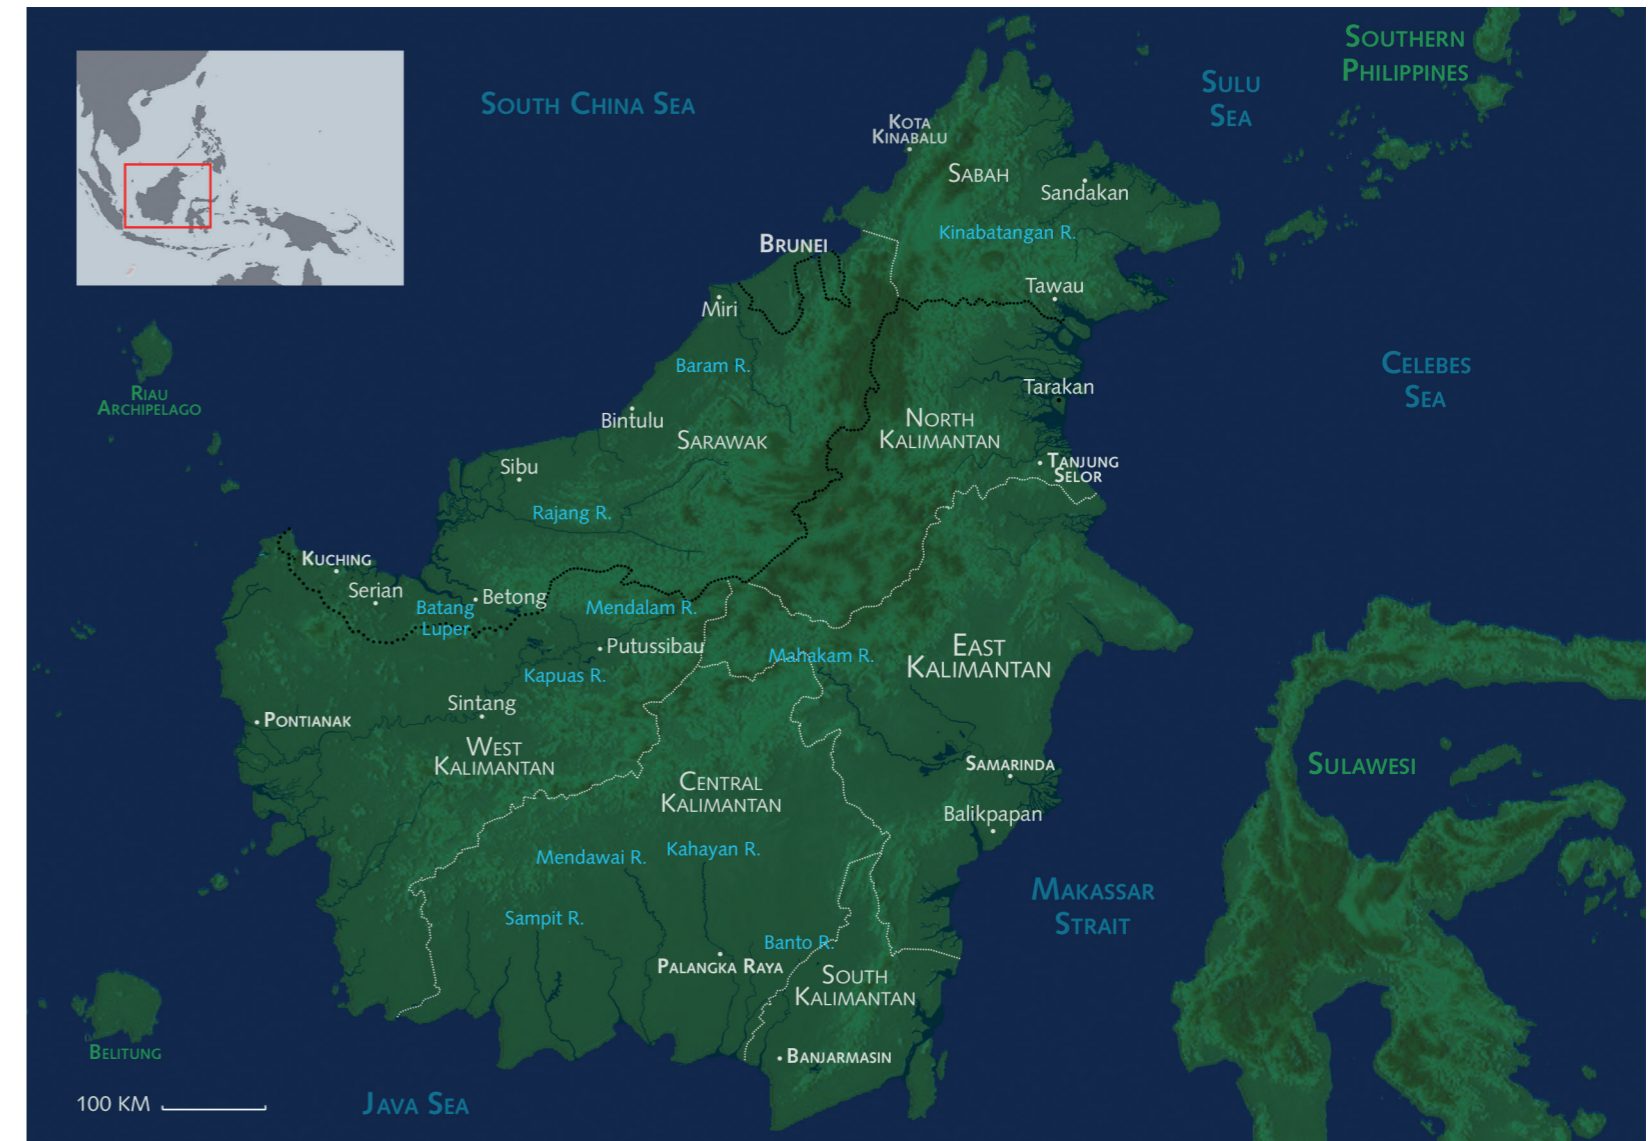 SOUTHERN
PHILIPPINES
SULU
SEA
SOUTH CHINA SEA
KOTA
KINABALU
SABAH
Sandakan
Kinabatangan R.
BRUNEI
Tawau
Miri
Baram R.
CELEBES
SEA
RIAU
ARCHIPELAGO
Tarakan
Bintulu
NORTH
KALIMANTAN
SARAWAK
Sibu
TANJUNG
SELOR
Rajang R.
KUCHING
Serian
Betong
Batang
Luper
Mendalam R.
Putussibau
Mahakam R.
EAST
KALIMANTAN
Kapuas R.
Sintang
PONTIANAK
WEST
KALIMANTAN
SAMARINDA
SULAWESI
CENTRAL
KALIMANTAN
Balikpapan
Mendawai R.
Kahayan R.
MAKASSAR
STRAIT
Sampit R.
Banto R.
PALANGKA RAYA
SOUTH
KALIMANTAN
BELITUNG
BANJARMASIN
100 KM
JAVA SEA